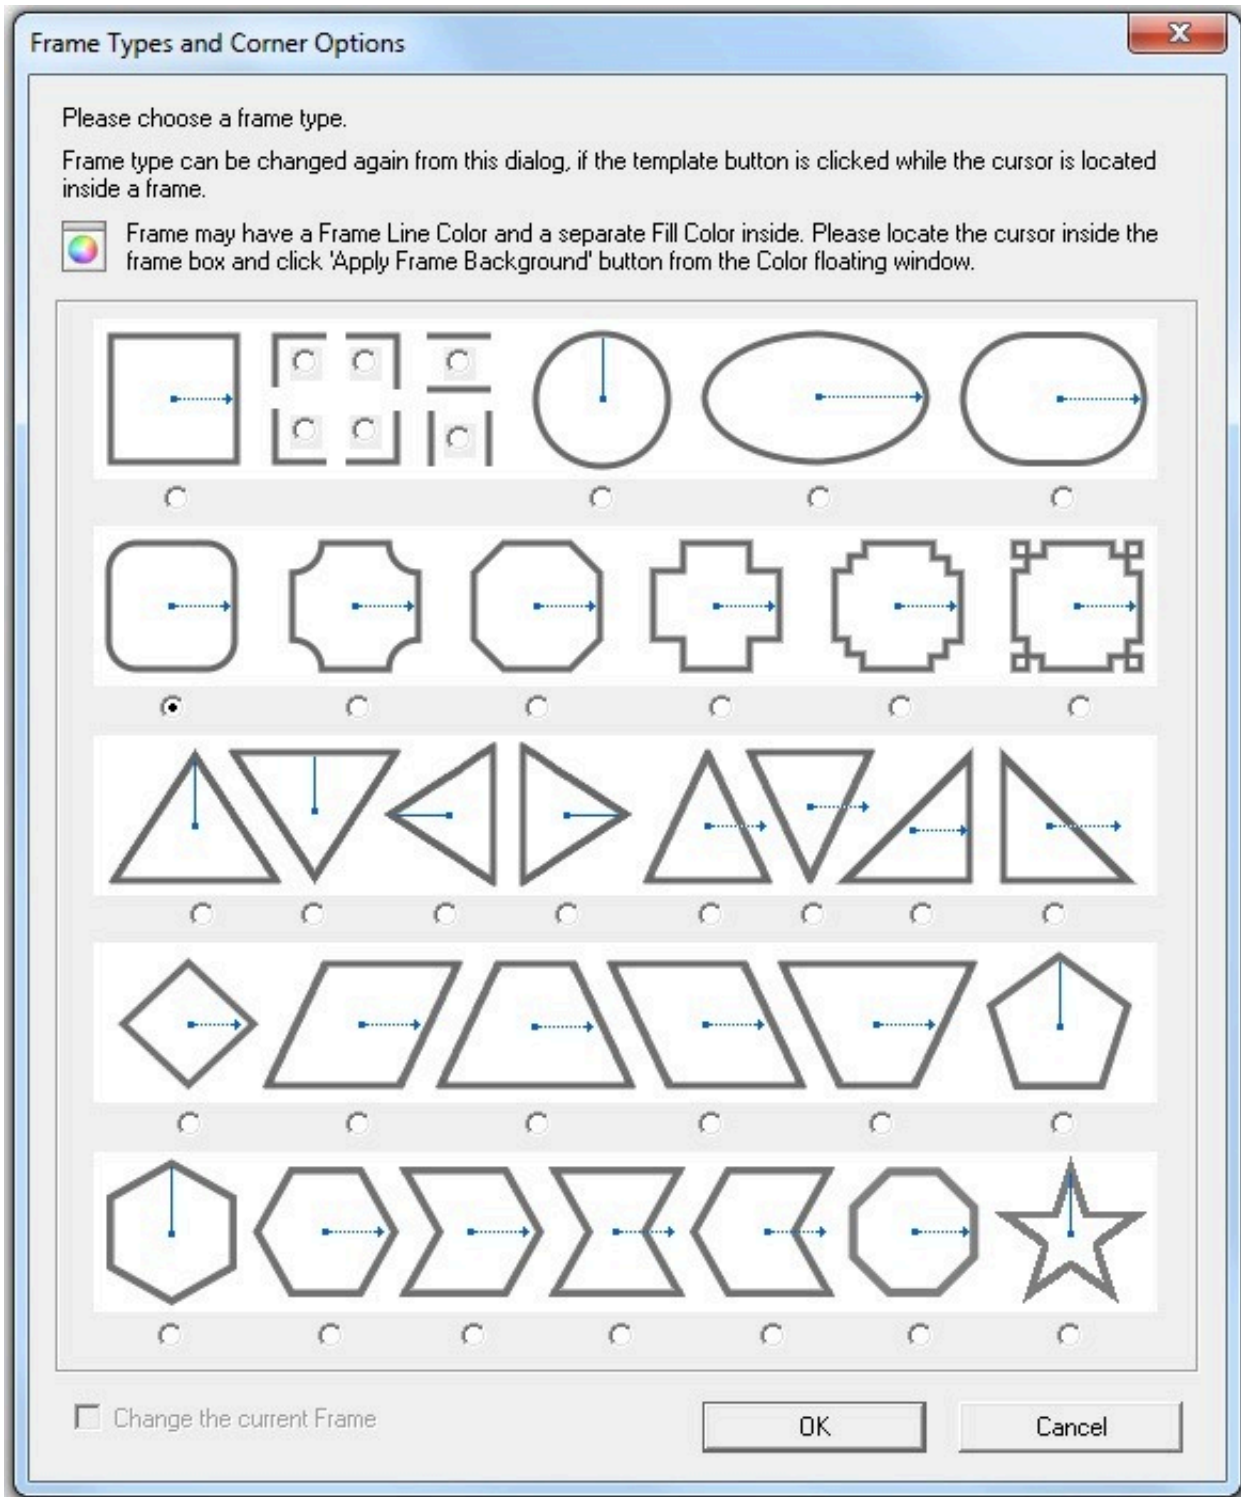 Frame Types and Corner Options
Please choose a frame type.
Frame type can be changed again from this dialog, if the template button is clicked while the cursor is located
inside a frame.
Frame may have a Frame Line Color and a separate Fill Color inside. Please locate the cursor inside the
frame box and click 'Apply Frame Background' button from the Color floating window.
Change the current Frame
OK
Cancel